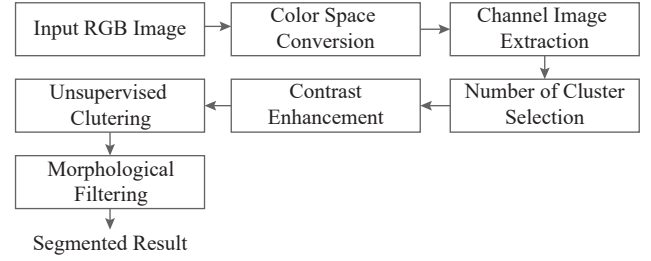 Input RGB Image
Color Space
Conversion
Channel Image
Extraction
Number of Cluster
Selection
Contrast
Enhancement
Unsupervised
Clutering
Morphological
Filtering
Segmented Result